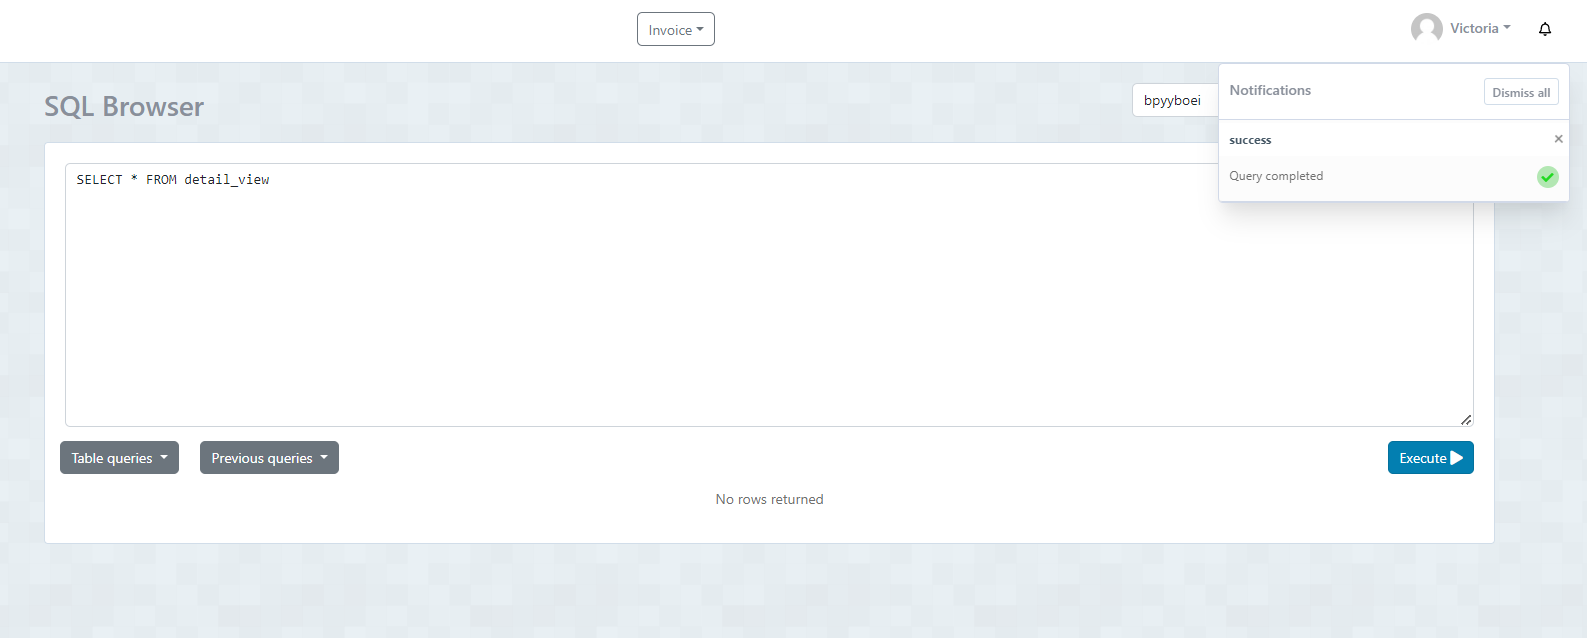 Invoice
Victoria
SQL Browser
bpyyboei
Notifications
Dismiss all
success
×
Query completed
SELECT * FROM detail_view
Table queries
Previous queries
Execute
No rows returned